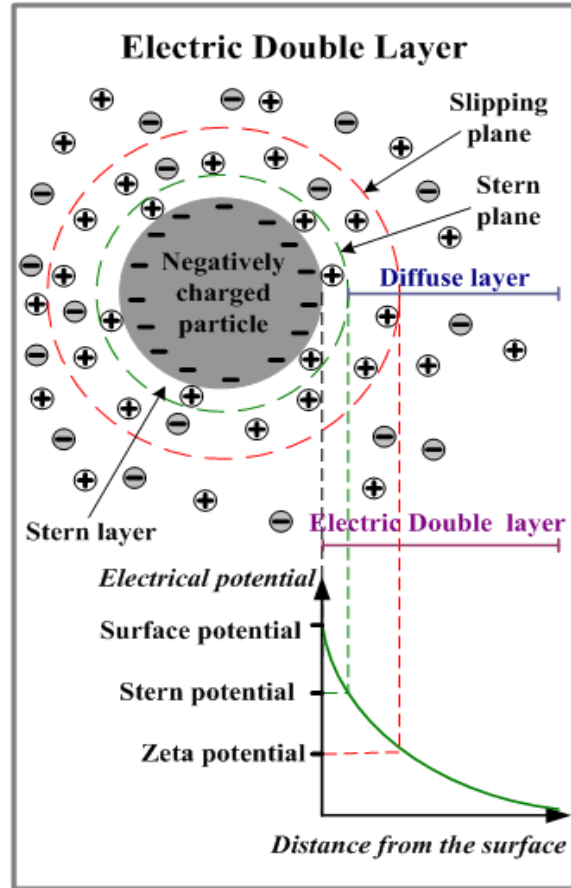 Electric Double Layer
Slipping
plane
Stern
plane
Negatively
charged
particle
Diffuse layer
Stern layer
Electric Double layer
Electrical potential
Surface potential
Stern potential
Zeta potential
Distance from the surface